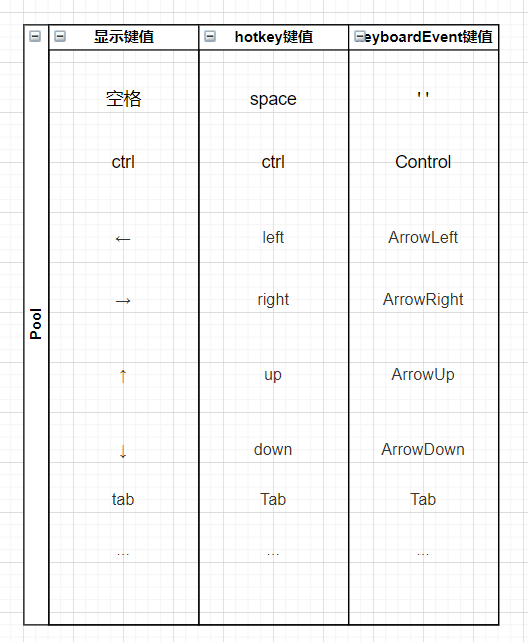 显示键值 hotkey键值 eyboardEvent键值
空格 space ' '
ctrl ctrl Control
← left ArrowLeft
→ right ArrowRight
↑ up ArrowUp
Pool
↓ down ArrowDown
tab Tab Tab
... ... ...